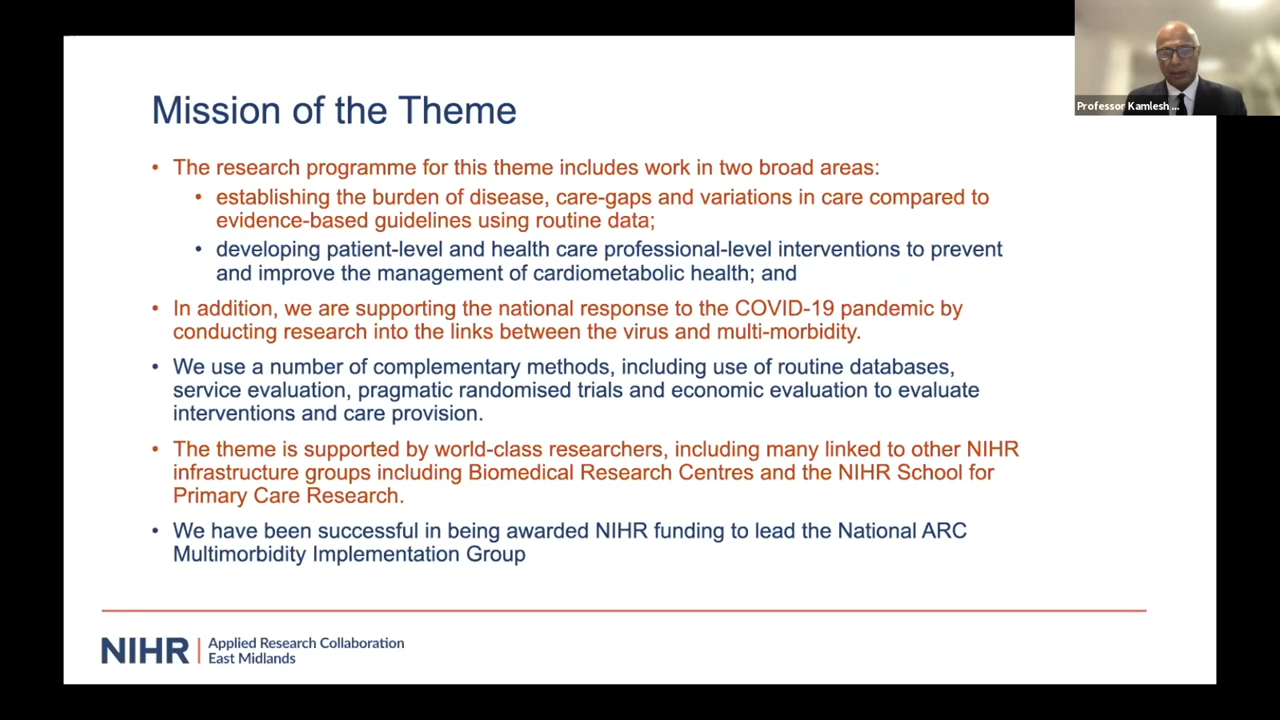 Professor Kamlesh ...
Mission of the Theme
• The research programme for this theme includes work in two broad areas:
• establishing the burden of disease, care-gaps and variations in care compared to
evidence-based guidelines using routine data;
• developing patient-level and health care professional-level interventions to prevent
and improve the management of cardiometabolic health; and
• In addition, we are supporting the national response to the COVID-19 pandemic by
conducting research into the links between the virus and multi-morbidity.
• We use a number of complementary methods, including use of routine databases,
service evaluation, pragmatic randomised trials and economic evaluation to evaluate
interventions and care provision.
• The theme is supported by world-class researchers, including many linked to other NIHR
infrastructure groups including Biomedical Research Centres and the NIHR School for
Primary Care Research.
• We have been successful in being awarded NIHR funding to lead the National ARC
Multimorbidity Implementation Group
NIHR | Applied Research Collaboration
East Midlands